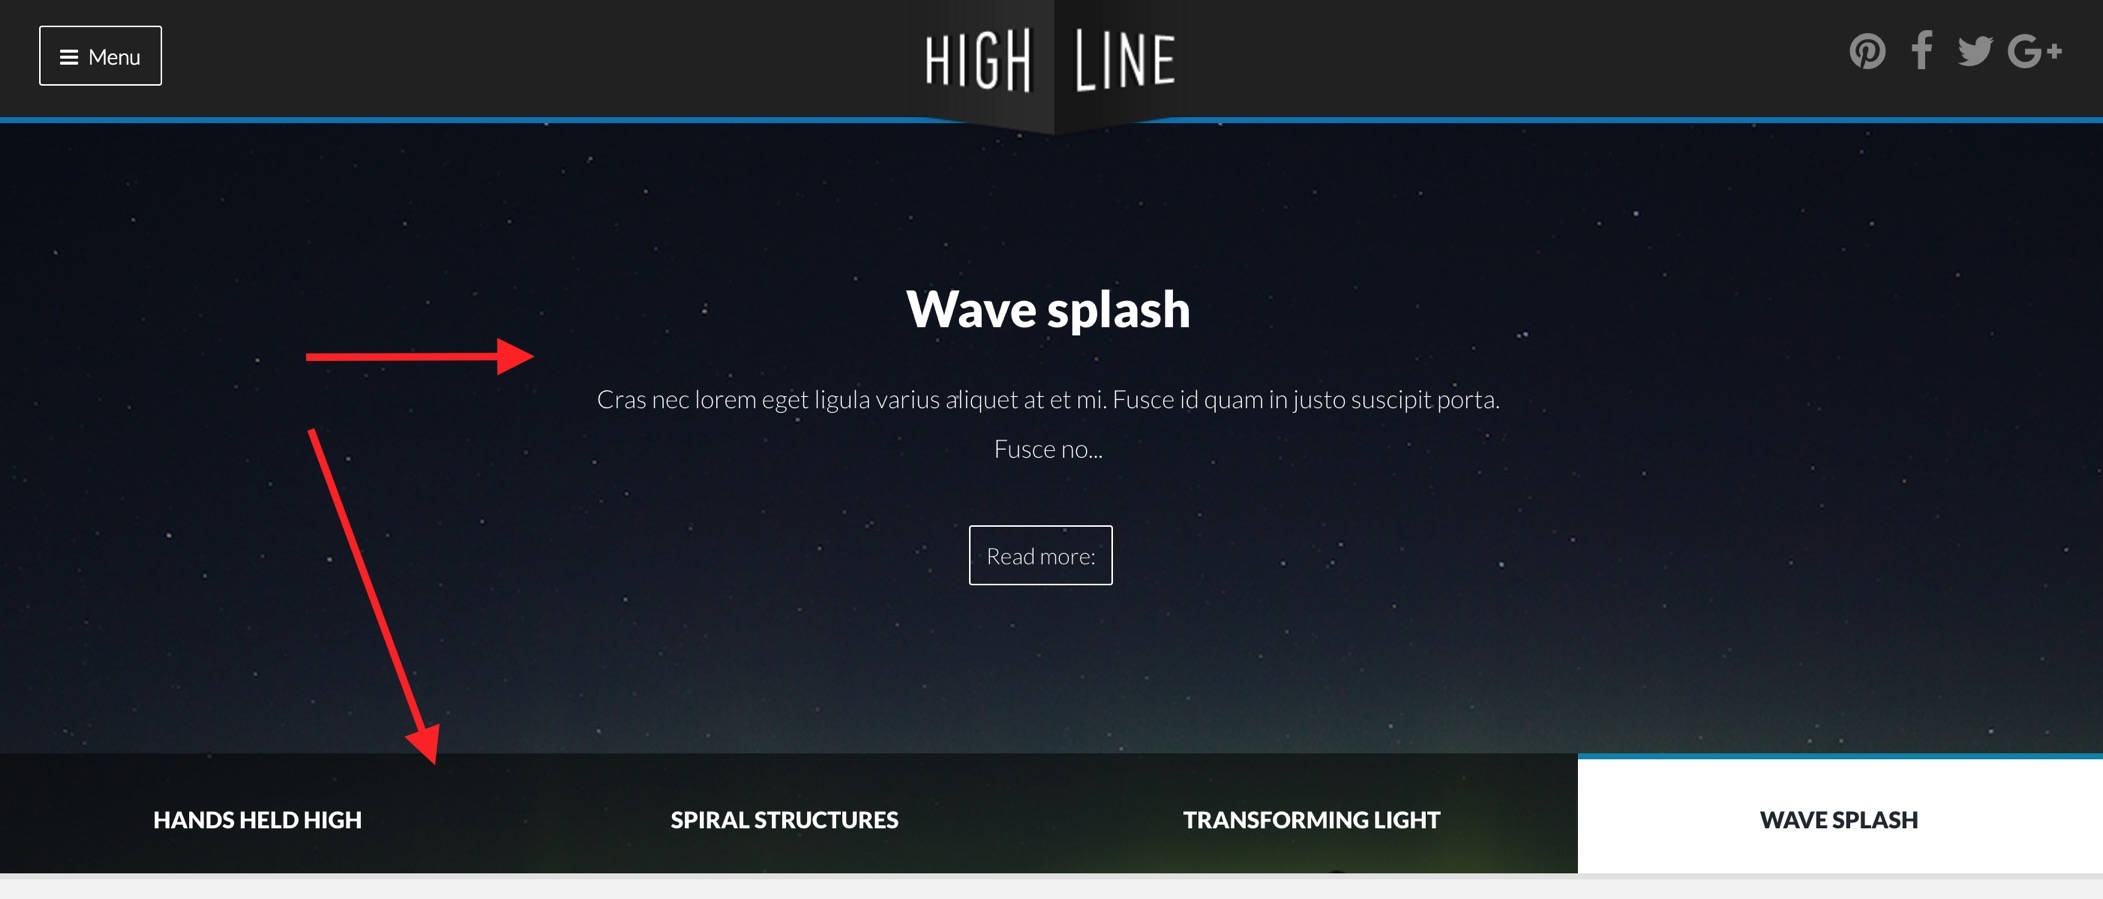 Menu
HIGH LINE
Wave splash
Cras nec lorem eget ligula varius aliquet at et mi. Fusce id quam in justo suscipit porta.
Fusce no...
Read more:
HANDS HELD HIGH
SPIRAL STRUCTURES
TRANSFORMING LIGHT
WAVE SPLASH